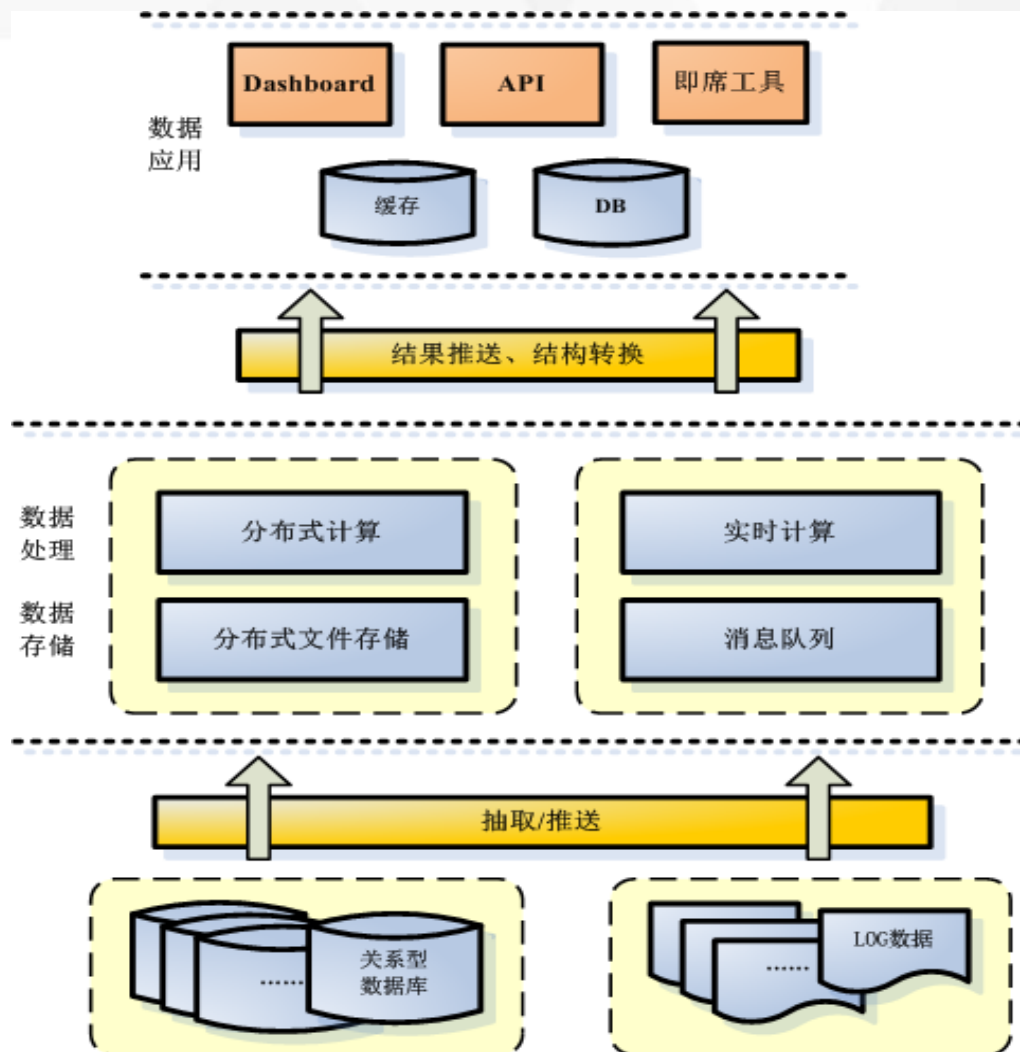 Dashboard
API
即席工具
数据
应用
缓存
DB
结果推送、结构转换
数据
处理
分布式计算
实时计算
数据
存储
分布式文件存储
消息队列
抽取/推送
关系型
数据库
······
LOG数据
······